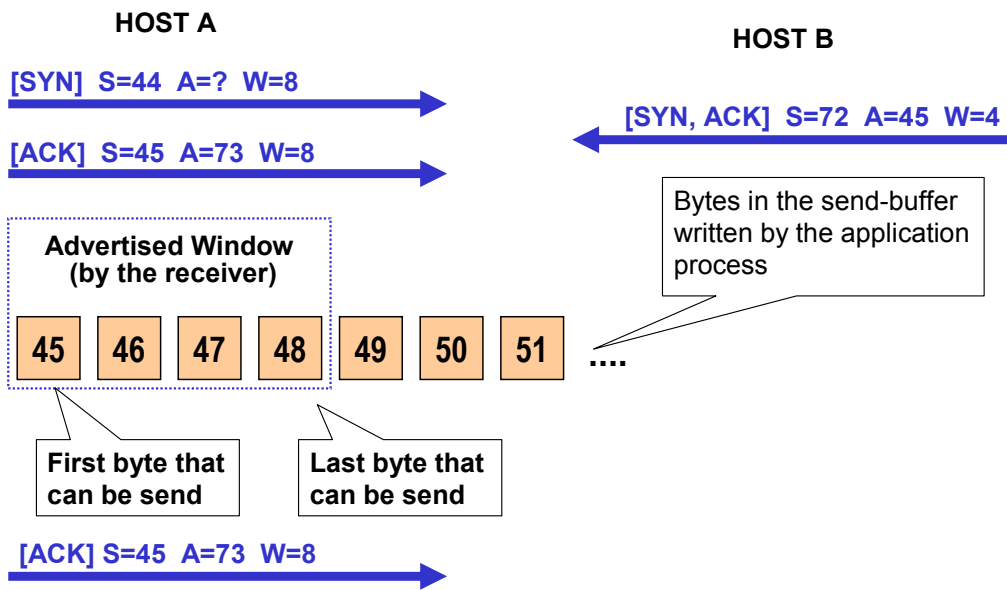 HOST A
HOST B
[SYN] S=44 A=? W=8
[SYN, ACK] S=72 A=45 W=4
[ACK] S=45 A=73 W=8
Bytes in the send-buffer
written by the application
process
Advertised Window
(by the receiver)
45 46 47 48 49 50 51 ....
First byte that
can be send
Last byte that
can be send
[ACK] S=45 A=73 W=8